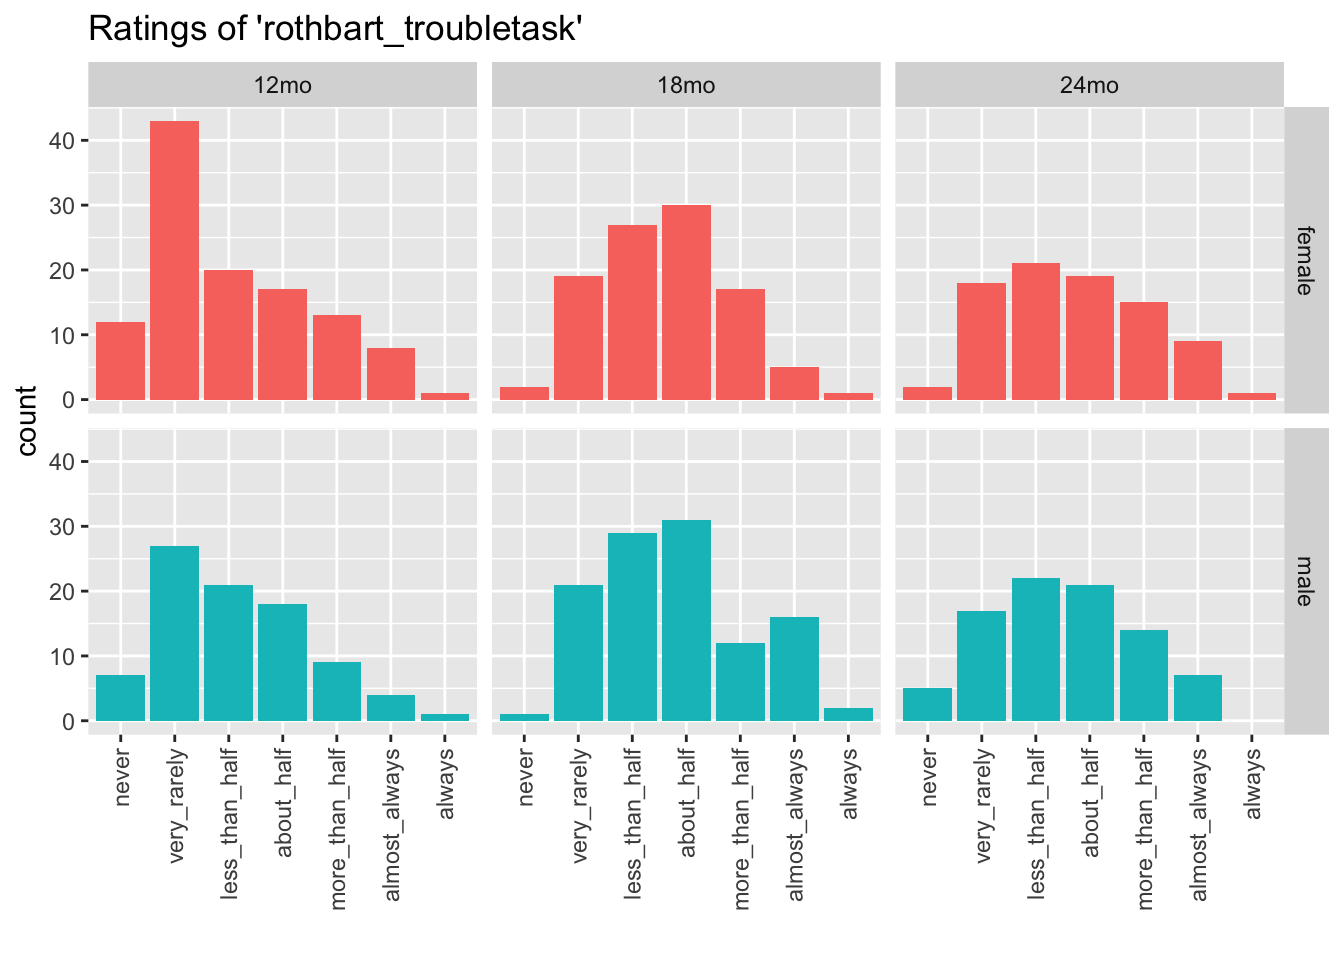 Ratings of 'rothbart_troubletask'
12mo 18mo 24mo
count
40
30
20
10
0
female
40
30
20
10
0
male
never very_rarely less_than_half about_half more_than_half almost_always always
never very_rarely less_than_half about_half more_than_half almost_always always
never very_rarely less_than_half about_half more_than_half almost_always always